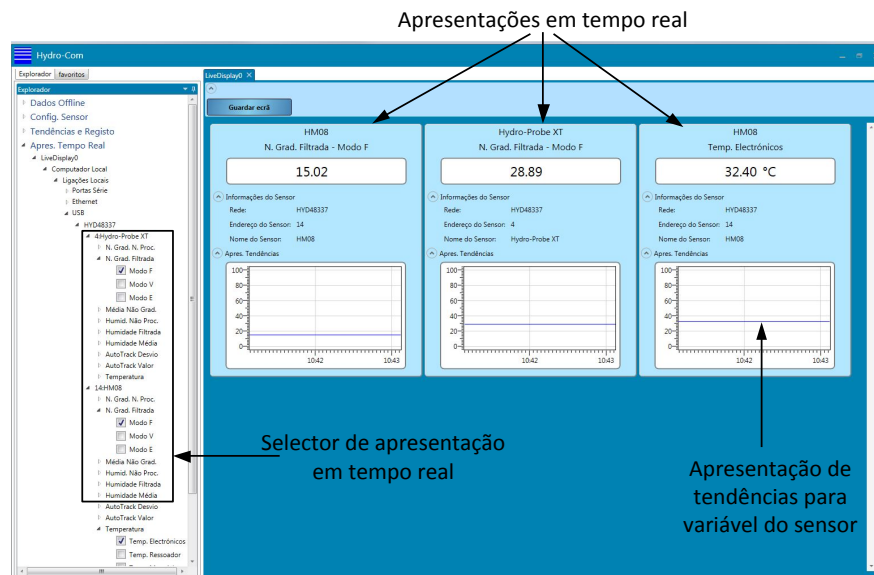 Apresentações em tempo real
Hydro-Com
Explorador favoritos
Explorador
Dados Offline
Config. Sensor
Tendências e Registo
Apres. Tempo Real
LiveDisplay0
Computador Local
Ligações Locais
Portas Série
Ethernet
USB
HYD48337
4:Hydro-Probe XT
N. Grad. N. Proc.
N. Grad. Filtrada
Modo F
Modo V
Modo E
Média Não Grad.
Humid. Não Proc.
Humidade Filtrada
Humidade Média
AutoTrack Desvio
AutoTrack Valor
Temperatura
14:HM08
N. Grad. N. Proc.
N. Grad. Filtrada
Modo F
Modo V
Modo E
Média Não Grad.
Humid. Não Proc.
Humidade Filtrada
Humidade Média
AutoTrack Desvio
AutoTrack Valor
Temperatura
Temp. Electrónicos
Temp. Ressoador
LiveDisplay0
Guardar ecrã
HM08
N. Grad. Filtrada - Modo F
15.02
Informações do Sensor
Rede: HYD48337
Endereço do Sensor: 14
Nome do Sensor: HM08
Apres. Tendências
100
80
60
40
20
0
10:42 10:43
Hydro-Probe XT
N. Grad. Filtrada - Modo F
28.89
Informações do Sensor
Rede: HYD48337
Endereço do Sensor: 4
Nome do Sensor: Hydro-Probe XT
Apres. Tendências
100
80
60
40
20
0
10:42 10:43
HM08
Temp. Electrónicos
32.40 °C
Informações do Sensor
Rede: HYD48337
Endereço do Sensor: 14
Nome do Sensor: HM08
Apres. Tendências
100
80
60
40
20
0
10:42 10:43
Selector de apresentação
em tempo real
Apresentação de
tendências para
variável do sensor